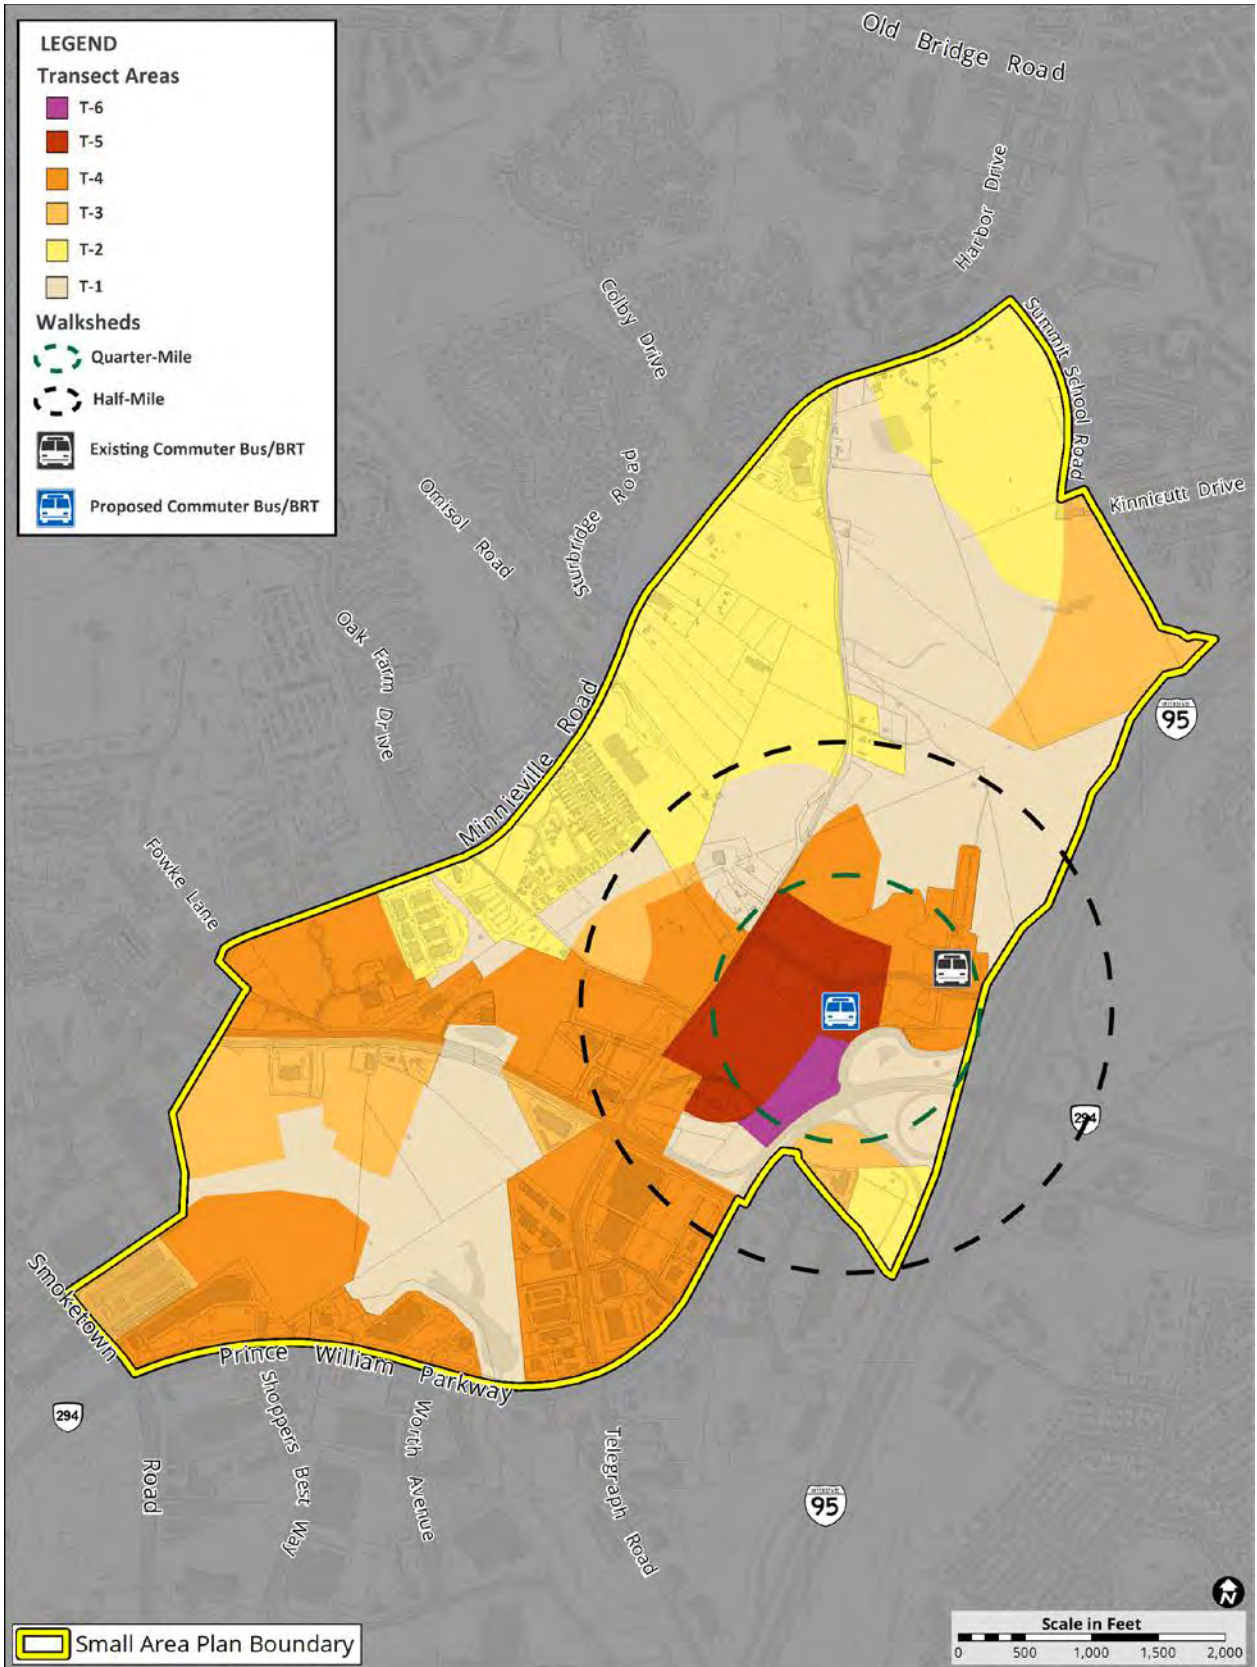 LEGEND
Transect Areas
T-6
T-5
T-4
T-3
T-2
T-1
Walksheds
Quarter-Mile
Half-Mile
Existing Commuter Bus/BRT
Proposed Commuter Bus/BRT
Old Bridge Road
Harbor Drive
Summit School Road
Kinnicutt Drive
Colby Drive
Sturbridge Road
Omisol Road
Oak Farm Drive
Minnieville Road
Fowke Lane
INTERSTATE
95
294
Smoketown
Road
Prince William Parkway
294
Shoppers Best Way
Worth Avenue
Telegraph Road
INTERSTATE
95
N
Small Area Plan Boundary
Scale in Feet
0 500 1,000 1,500 2,000